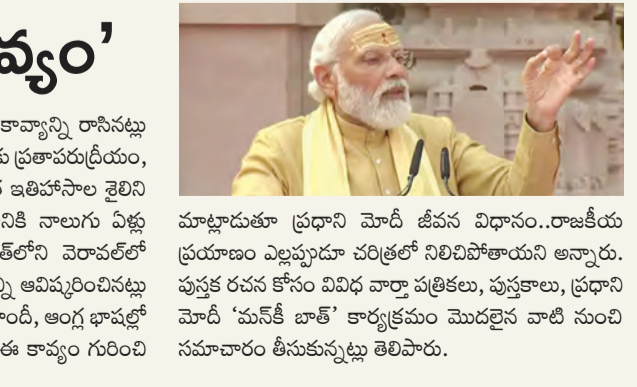 వ్యం’
కావ్యాన్ని రాసినట్లు
ప్రతాపరుద్రీయం,
ఇతిహాసాల శైలిని
నాలుగు ఏళ్లు
వెరావల్‌లో
ఆవిష్కరించినట్లు
ఆంగ్ల భాషల్లో
ఈ కావ్యం గురించి
మాట్లాడుతూ ప్రధాని మోదీ జీవన విధానం..రాజకీయ
ప్రయాణం ఎల్లప్పుడూ చరిత్రలో నిలిచిపోతాయని అన్నారు.
పుస్తక రచన కోసం వివిధ వార్తా పత్రికలు, పుస్తకాలు, ప్రధాని
మోదీ ‘మన్‌కీ బాత్’ కార్యక్రమం మొదలైన వాటి నుంచి
సమాచారం తీసుకున్నట్లు తెలిపారు.